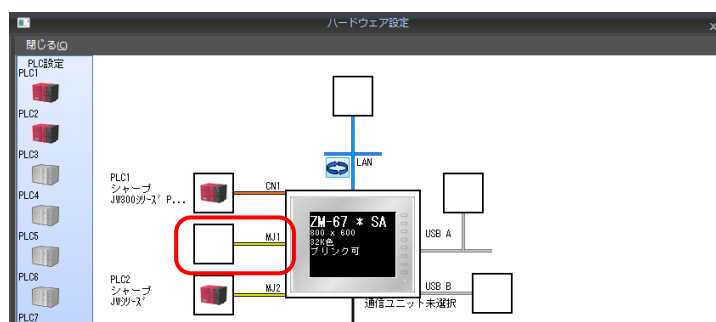 ハードウェア設定
x
閉じる(C)
PLC設定
PLC1
PLC2
PLC3
PLC4
PLC5
PLC6
PLC7
LAN
PLC1
シャープ
JW300シリーズ P...
CN1
MJ1
PLC2
シャープ
JWシリーズ
MJ2
ZM-67 * SA
800 x 600
32K色
ブリンク可
USB A
USB B
通信ユニット未選択